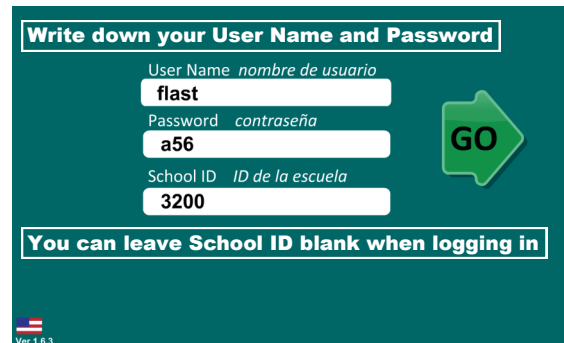 Write down your User Name and Password
User Name nombre de usuario
flast
Password contraseña
a56
GO
School ID ID de la escuela
3200
You can leave School ID blank when logging in
Ver 1.6.3